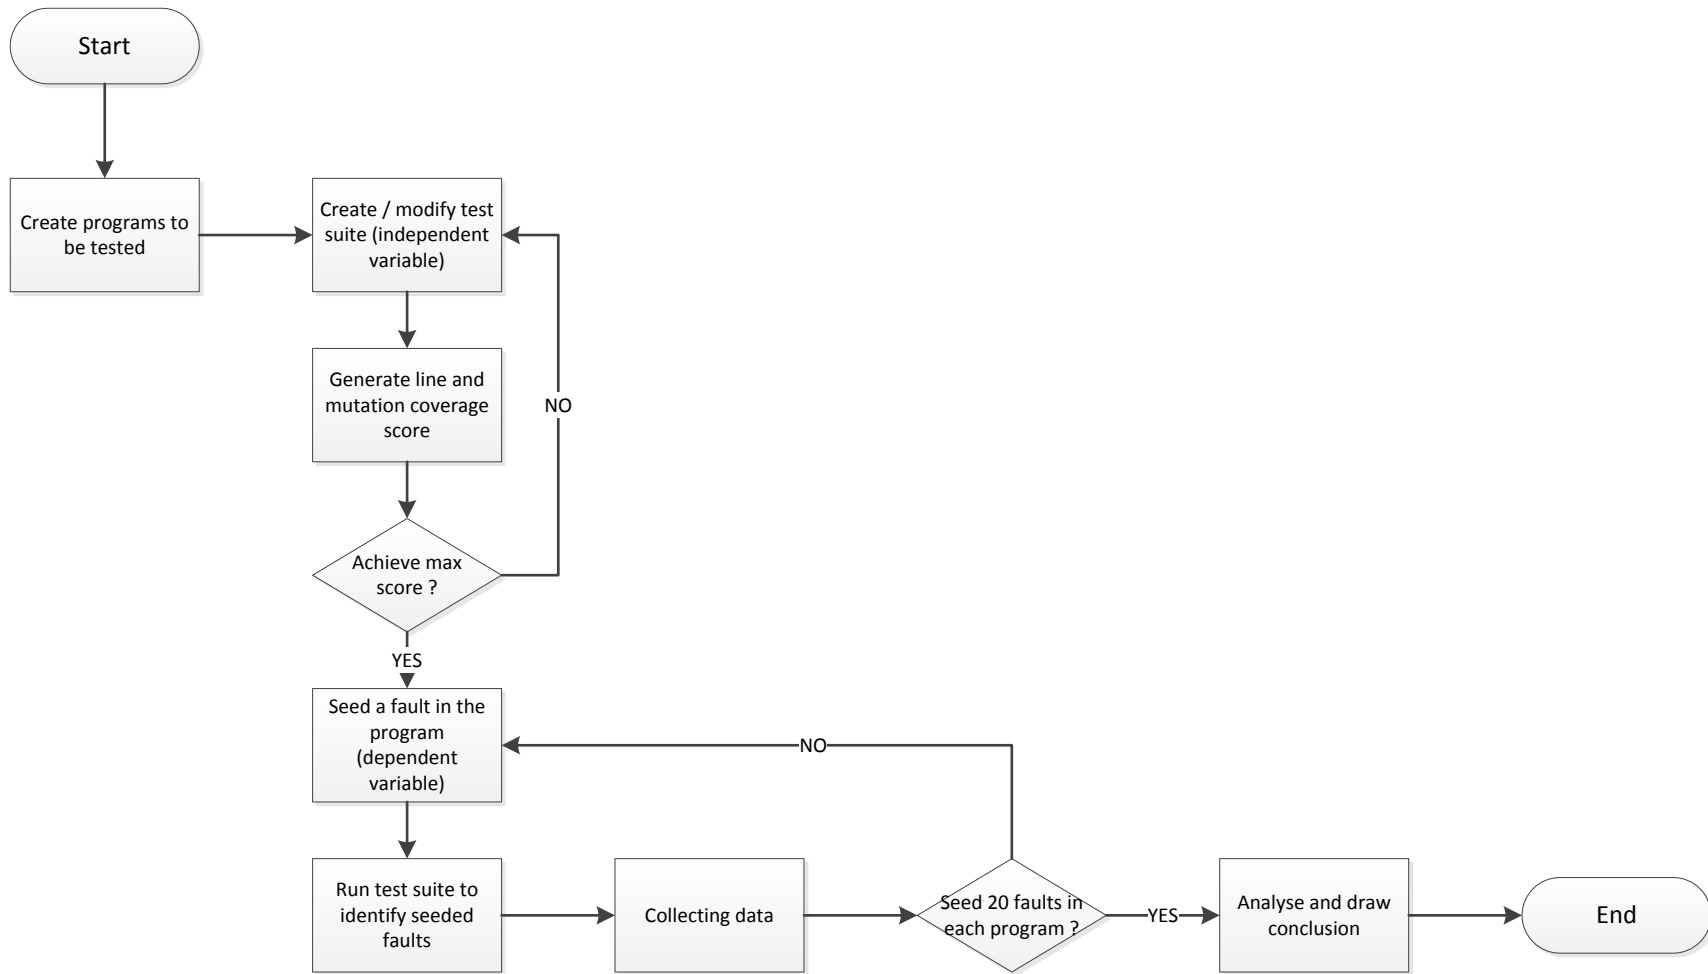 Start
Create programs to
be tested
Create / modify test
suite (independent
variable)
Generate line and
mutation coverage
score
NO
Achieve max
score ?
YES
Seed a fault in the
program
(dependent
variable)
NO
Run test suite to
identify seeded
faults
Collecting data
Seed 20 faults in
each program ?
YES
Analyse and draw
conclusion
End